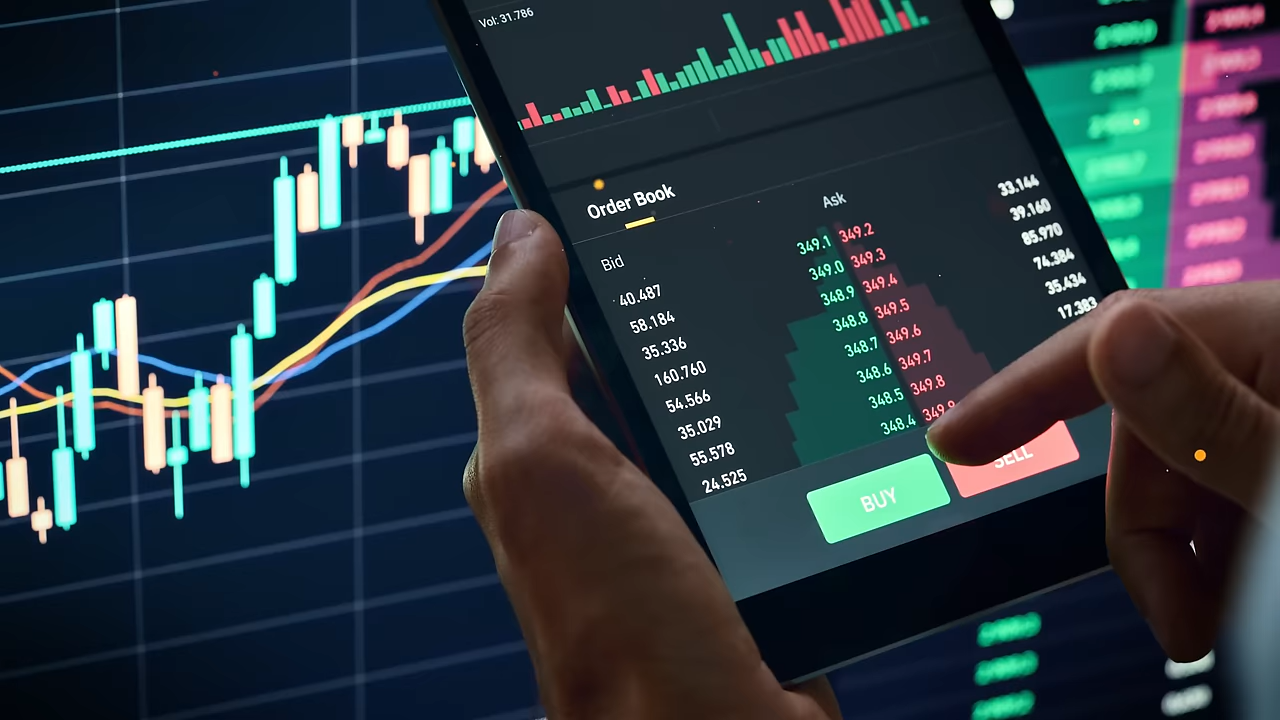 Vol: 31.786
Order Book
Bid Ask
40.487 349.1 349.2 33.144
58.184 349.0 349.3 39.160
35.336 348.9 349.4 85.970
160.760 348.8 349.5 74.384
54.566 348.7 349.6 35.434
35.029 348.6 349.7 17.383
55.578 348.5 349.8
24.525 348.4 349.9
BUY SELL